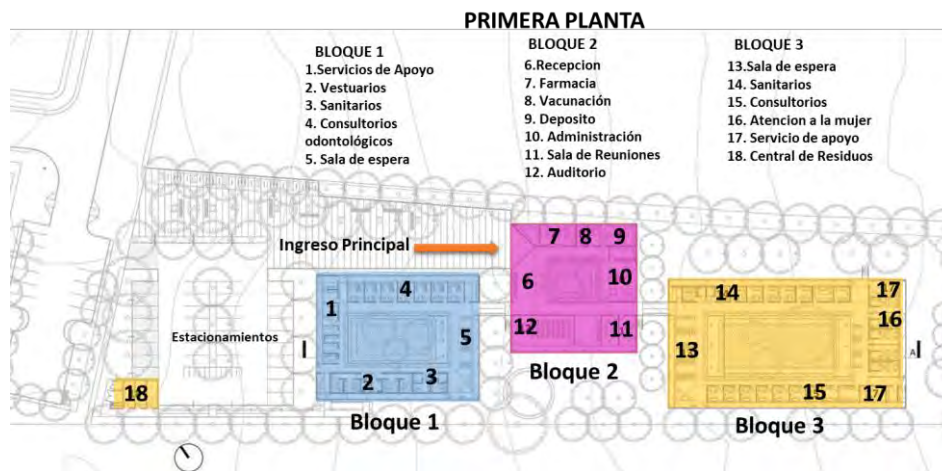 PRIMERA PLANTA
BLOQUE 1
1.Servicios de Apoyo
2. Vestuarios
3. Sanitarios
4. Consultorios
odontológicos
5. Sala de espera
BLOQUE 2
6.Recepcion
7. Farmacia
8. Vacunación
9. Deposito
10. Administración
11. Sala de Reuniones
12. Auditorio
BLOQUE 3
13.Sala de espera
14. Sanitarios
15. Consultorios
16. Atencion a la mujer
17. Servicio de apoyo
18. Central de Residuos
Ingreso Principal
7 8 9
6 10
12 11
Bloque 2
4
1
5
2 3
Bloque 1
14 17
16
13
15 17
Bloque 3
Estacionamientos
18
I
A I